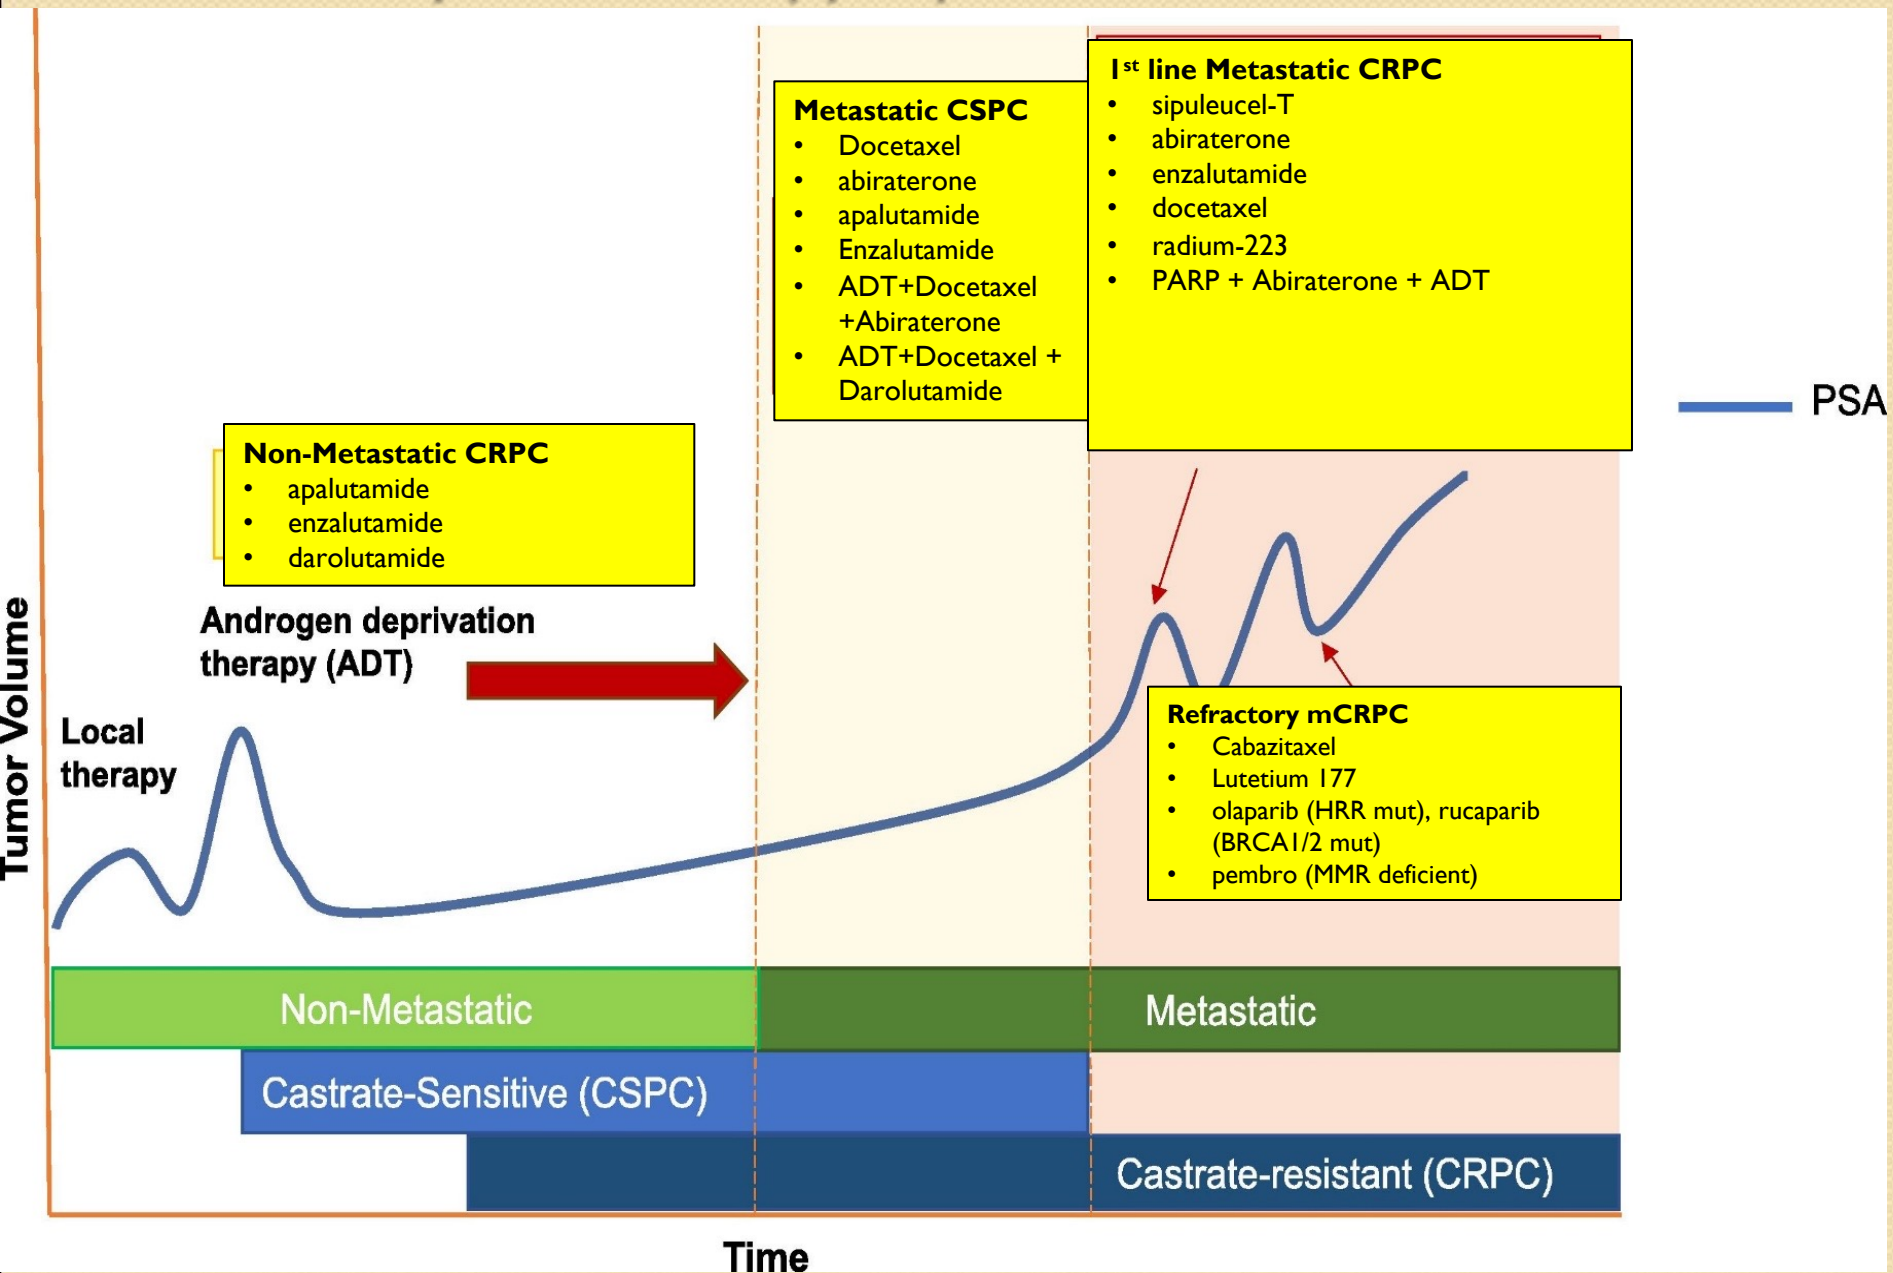 1st line Metastatic CRPC
• sipuleucel-T
• abiraterone
• enzalutamide
• docetaxel
• radium-223
• PARP + Abiraterone + ADT
Metastatic CSPC
• Docetaxel
• abiraterone
• apalutamide
• Enzalutamide
• ADT+Docetaxel
+Abiraterone
• ADT+Docetaxel +
Darolutamide
PSA
Non-Metastatic CRPC
• apalutamide
• enzalutamide
• darolutamide
Androgen deprivation
therapy (ADT)
Tumor Volume
Local
therapy
Refractory mCRPC
• Cabazitaxel
• Lutetium 177
• olaparib (HRR mut), rucaparib
(BRCA1/2 mut)
• pembro (MMR deficient)
Non-Metastatic
Metastatic
Castrate-Sensitive (CSPC)
Castrate-resistant (CRPC)
Time